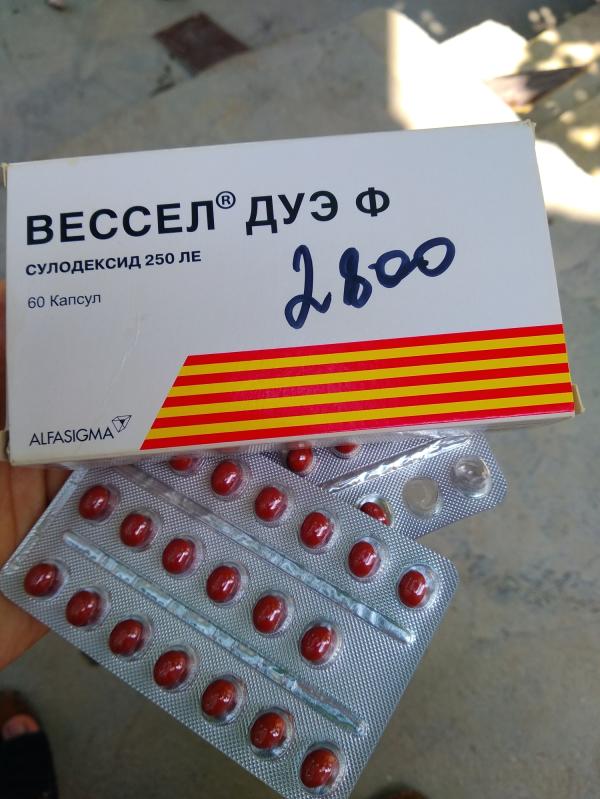 ВЕССЕЛ® ДУЭ Ф
СУЛОДЕКСИД 250 ЛЕ
60 Капсул
2800
ALFASIGMA